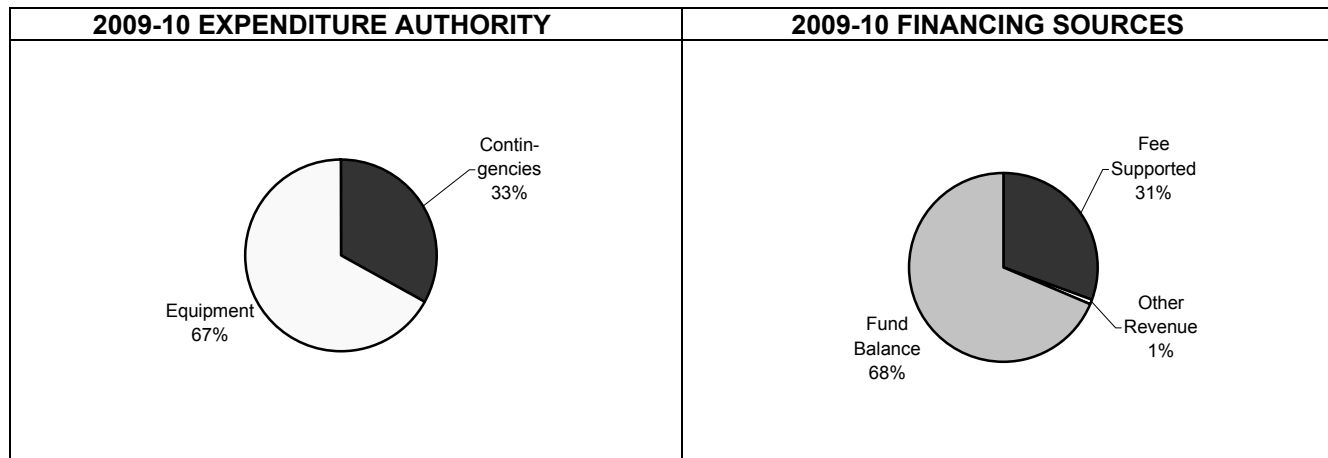 2009-10 EXPENDITURE AUTHORITY
Contin-
gencies
33%
Equipment
67%
2009-10 FINANCING SOURCES
Fee
Supported
31%
Other
Revenue
1%
Fund
Balance
68%